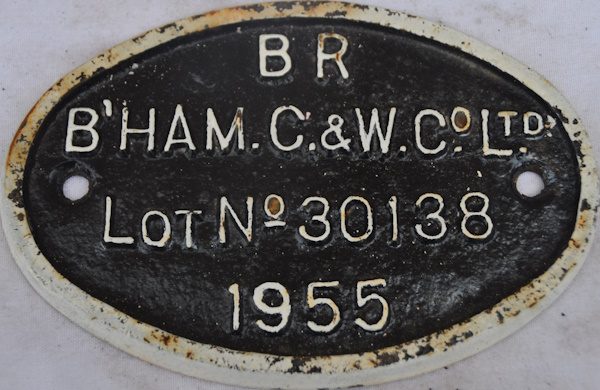 BR
B'HAM. C. & W. Cº LTD.
LOT Nº 30138
1955